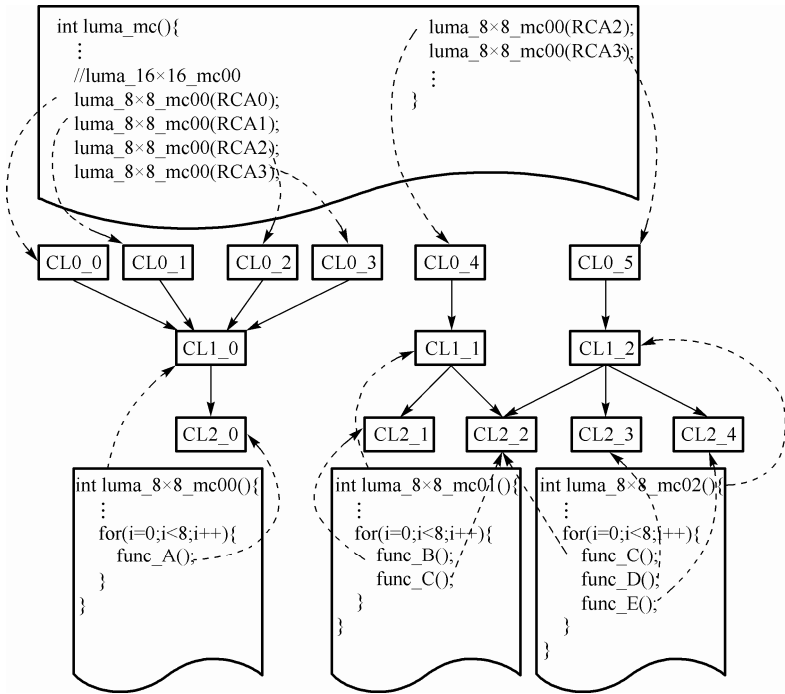 int luma_mc(){
⋮
//luma_16×16_mc00
luma_8×8_mc00(RCA0);
luma_8×8_mc00(RCA1);
luma_8×8_mc00(RCA2);
luma_8×8_mc00(RCA3);
luma_8×8_mc00(RCA2);
luma_8×8_mc00(RCA3);
⋮
}
CL0_0
CL0_1
CL0_2
CL0_3
CL0_4
CL0_5
CL1_0
CL1_1
CL1_2
CL2_0
CL2_1
CL2_2
CL2_3
CL2_4
int luma_8×8_mc00(){
⋮
for(i=0;i<8;i++){
func_A();
}
}
int luma_8×8_mc01(){
⋮
for(i=0;i<8;i++){
func_B();
func_C();
}
}
int luma_8×8_mc02(){
⋮
for(i=0;i<8;i++){
func_C();
func_D();
func_E();
}
}